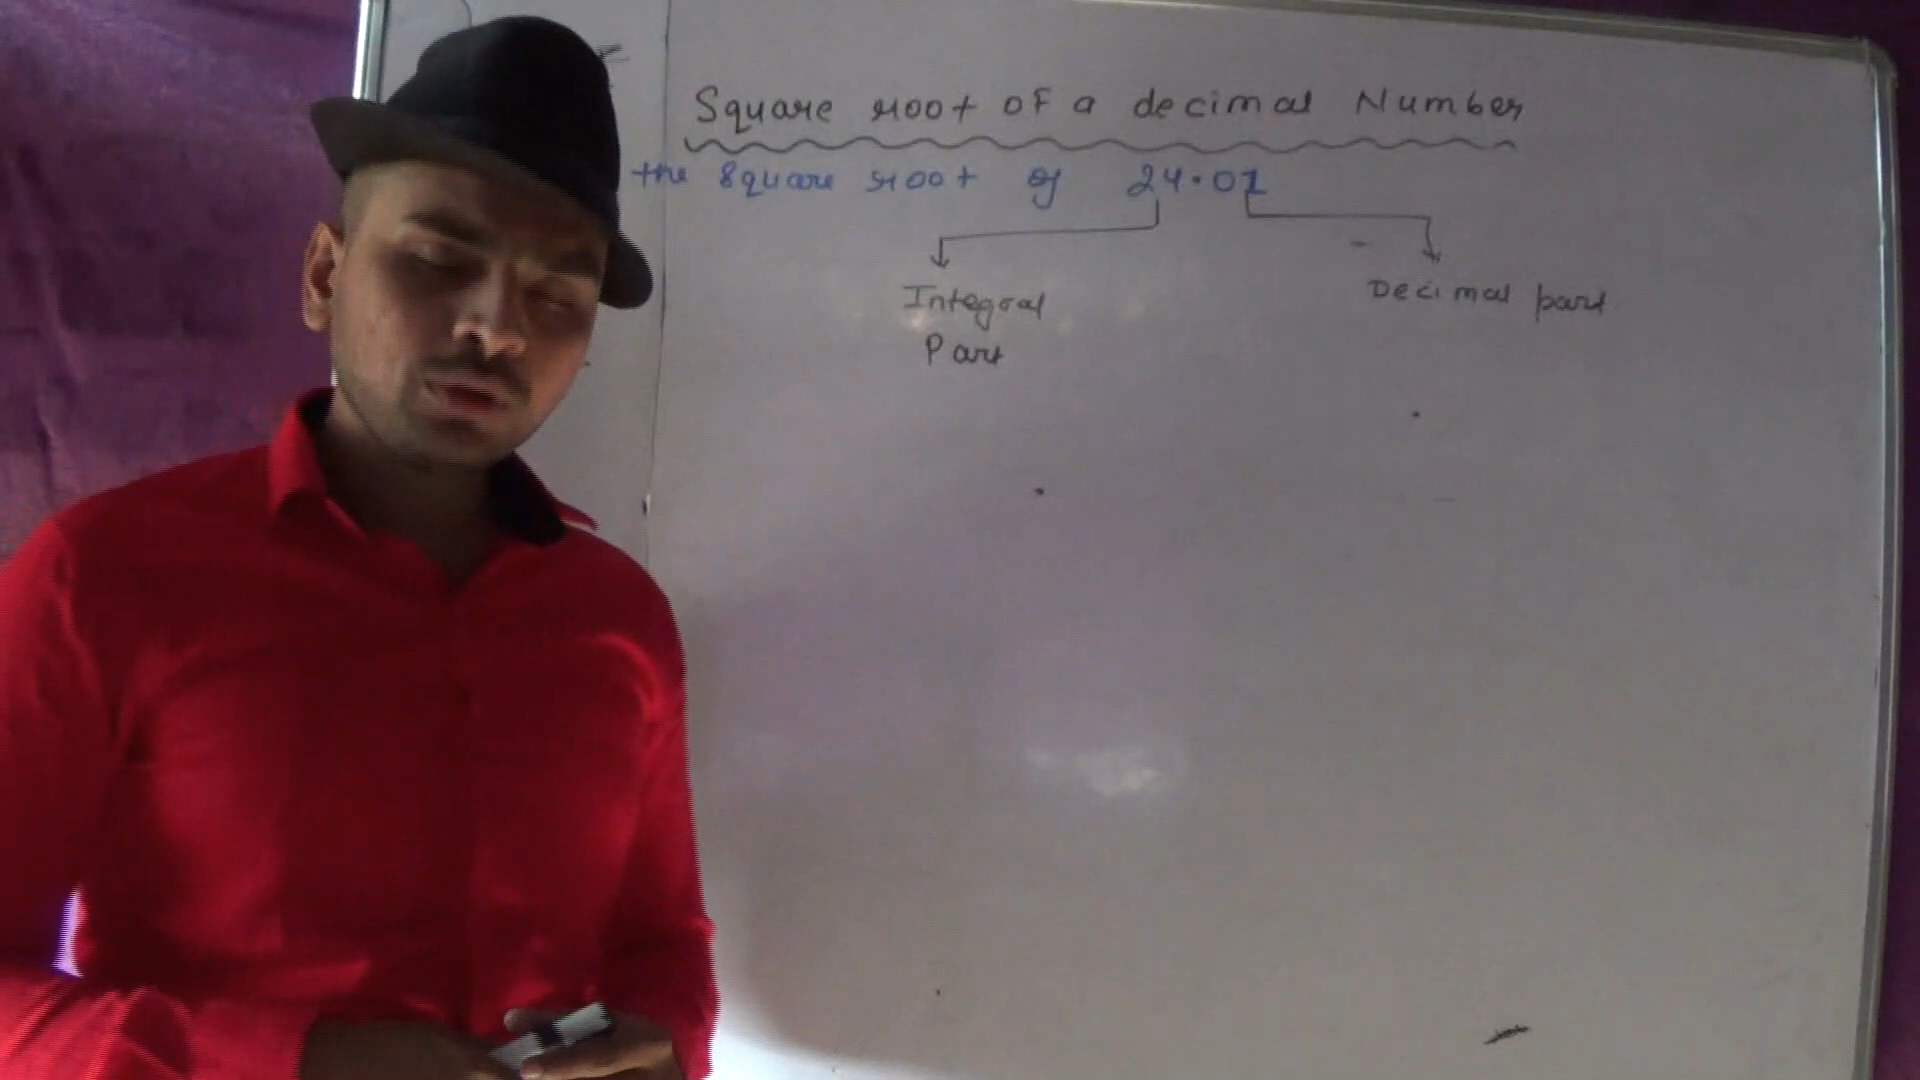 Square root OF a decimal Number
the Square root of 24.01
Integral
Part
Decimal part